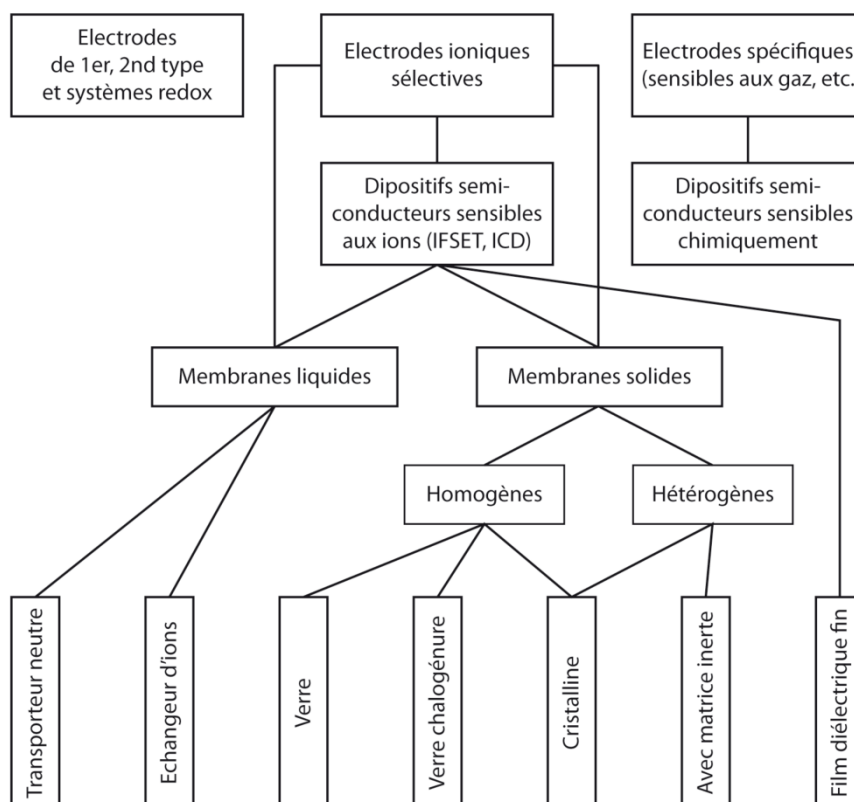 Electrodes
de 1er, 2nd type
et systèmes redox
Electrodes ioniques
sélectives
Electrodes spécifiques
(sensibles aux gaz, etc.
Dipositifs semi-
conducteurs sensibles
aux ions (IFSET, ICD)
Dipositifs semi-
conducteurs sensibles
chimiquement
Membranes liquides
Membranes solides
Homogènes
Hétérogènes
Transporteur neutre
Echangeur d'ions
Verre
Verre chalogénure
Cristalline
Avec matrice inerte
Film diélectrique fin